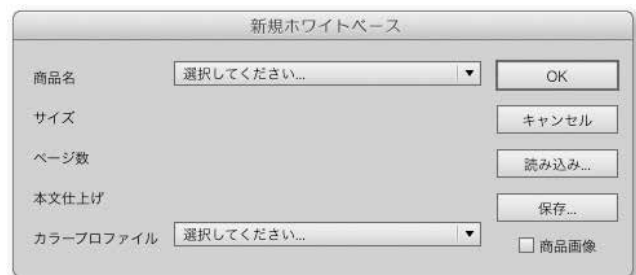 新規ホワイトベース
商品名
選択してください...
OK
サイズ
キャンセル
ページ数
読み込み...
本文仕上げ
保存...
カラープロファイル
選択してください...
商品画像